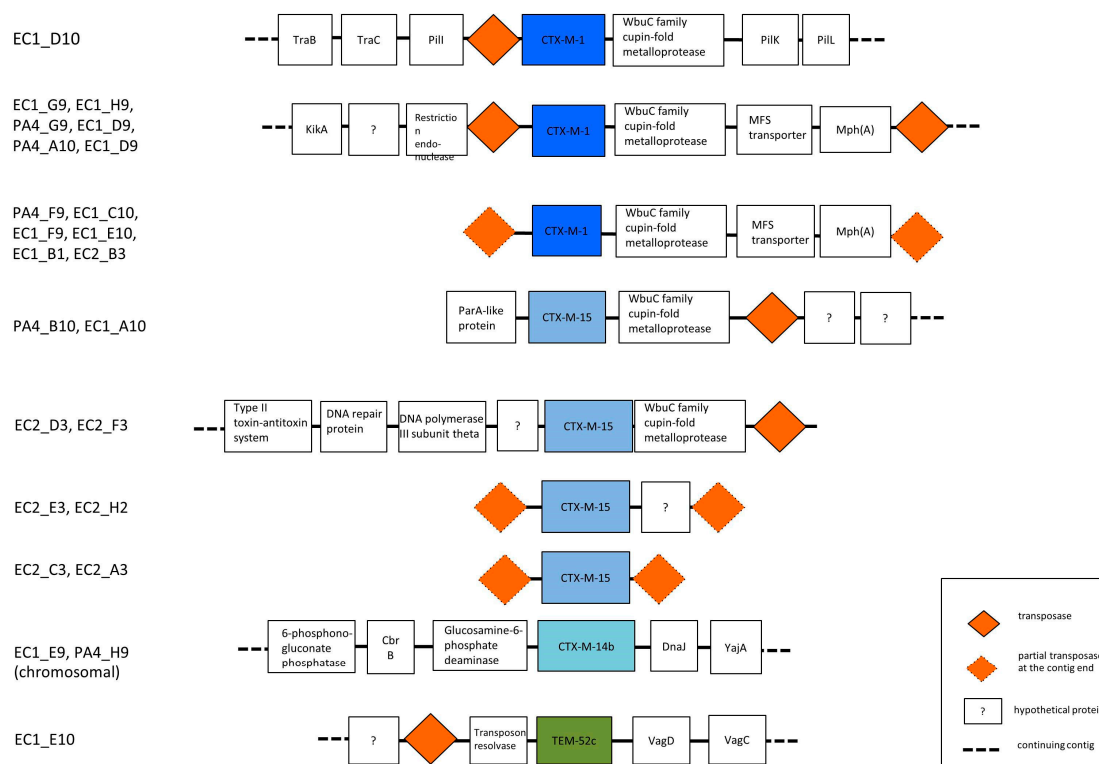 EC1_D10
TraB
TraC
PilI
CTX-M-1
WbuC family
cupin-fold
metalloprotease
PilK
PilL
EC1_G9, EC1_H9,
PA4_G9, EC1_D9,
PA4_A10, EC1_D9
KikA
?
Restrictio
n
endo-
nuclease
CTX-M-1
WbuC family
cupin-fold
metalloprotease
MFS
transporter
Mph(A)
PA4_F9, EC1_C10,
EC1_F9, EC1_E10,
EC1_B1, EC2_B3
CTX-M-1
WbuC family
cupin-fold
metalloprotease
MFS
transporter
Mph(A)
PA4_B10, EC1_A10
ParA-like
protein
CTX-M-15
WbuC family
cupin-fold
metalloprotease
?
?
EC2_D3, EC2_F3
Type II
toxin-antitoxin
system
DNA repair
protein
DNA polymerase
III subunit theta
?
CTX-M-15
WbuC family
cupin-fold
metalloprotease
EC2_E3, EC2_H2
CTX-M-15
?
EC2_C3, EC2_A3
CTX-M-15
EC1_E9, PA4_H9
(chromosomal)
6-phosphono-
gluconate
phosphatase
Cbr
B
Glucosamine-6-
phosphate
deaminase
CTX-M-14b
DnaJ
YajA
EC1_E10
?
Transposon
resolvase
TEM-52c
VagD
VagC
transposase
partial transposase
at the contig end
?
hypothetical protein
continuing contig